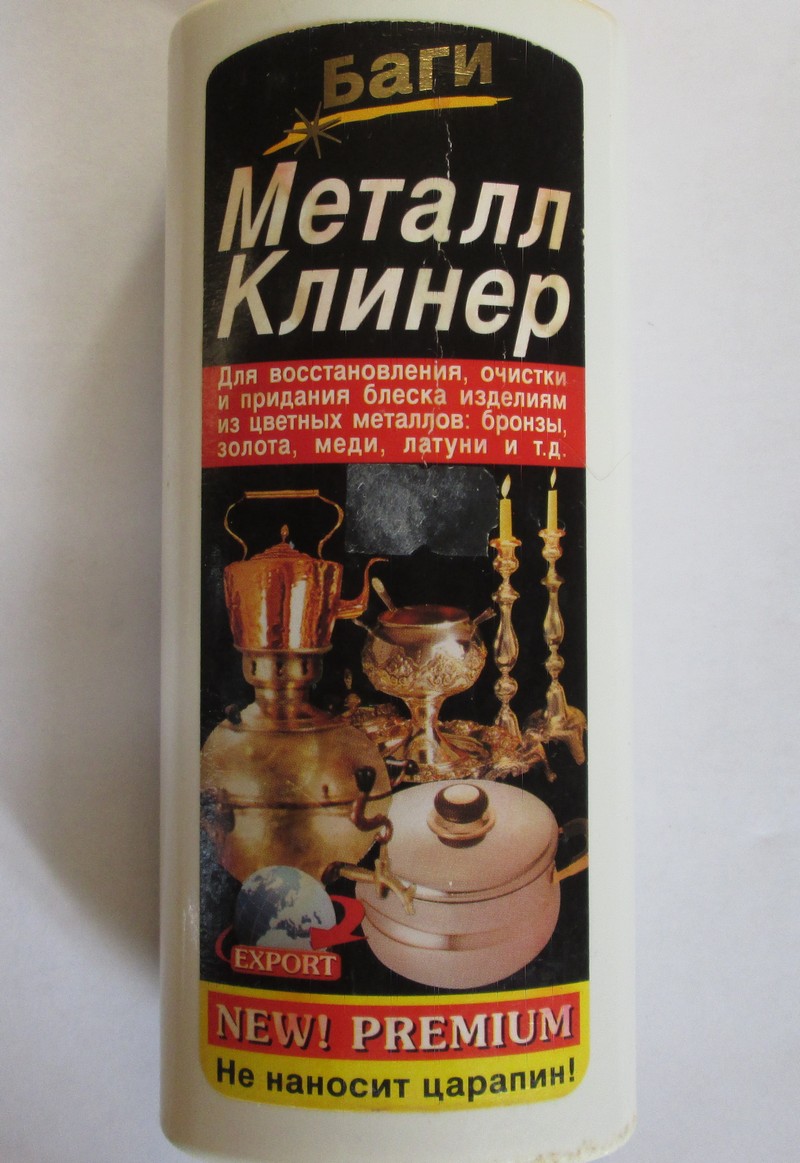 Баги
Металл
Клинер
Для восстановления, очистки
и придания блеска изделиям
из цветных металлов: бронзы,
золота, меди, латуни и т.д.
EXPORT
NEW! PREMIUM
Не наносит царапин!